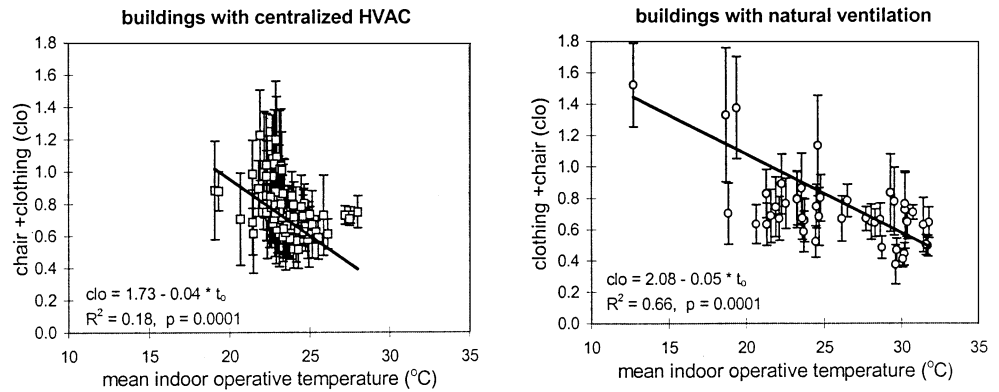 buildings with centralized HVAC
chair +clothing (clo)
1.8
1.6
1.4
1.2
1.0
0.8
0.6
0.4
0.2
0.0
clo = 1.73 - 0.04 * tₒ
R² = 0.18, p = 0.0001
10 15 20 25 30 35
mean indoor operative temperature (°C)
buildings with natural ventilation
clothing +chair (clo)
1.8
1.6
1.4
1.2
1.0
0.8
0.6
0.4
0.2
0.0
clo = 2.08 - 0.05 * tₒ
R² = 0.66, p = 0.0001
10 15 20 25 30 35
mean indoor operative temperature (°C)